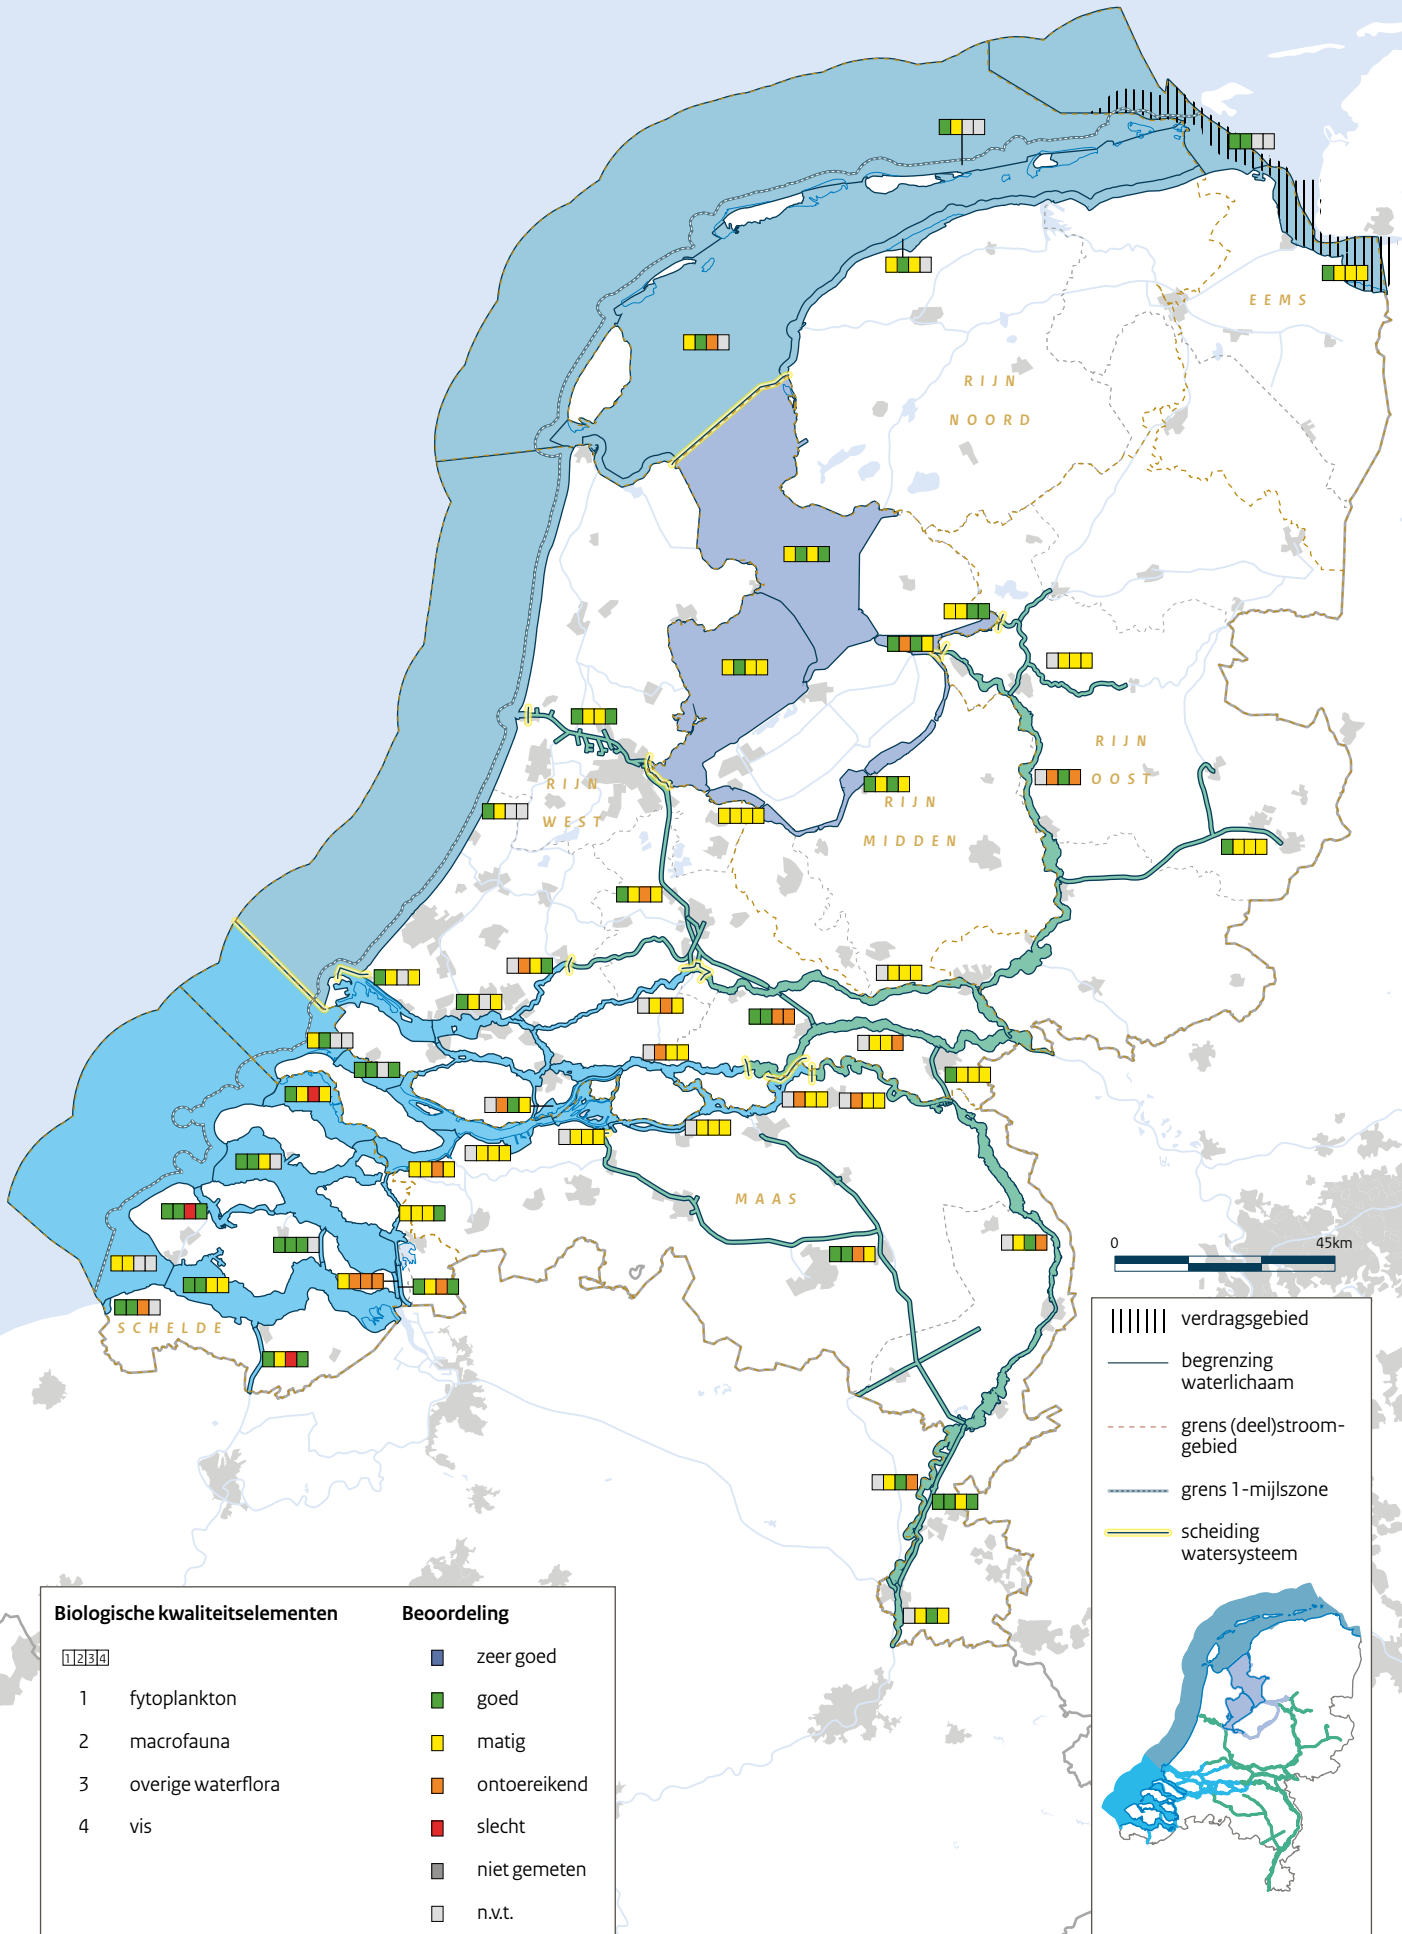 EEMS
RIJN
NOORD
RIJN
OOST
RIJN
WEST
RIJN
MIDDEN
MAAS
SCHELDE
0 45km
verdragsgebied
begrenzing
waterlichaam
grens (deel)stroom-
gebied
grens 1-mijlszone
scheiding
watersysteem
Biologische kwaliteitselementen
1 2 3 4
1 fytoplankton
2 macrofauna
3 overige waterflora
4 vis
Beoordeling
zeer goed
goed
matig
ontoereikend
slecht
niet gemeten
n.v.t.